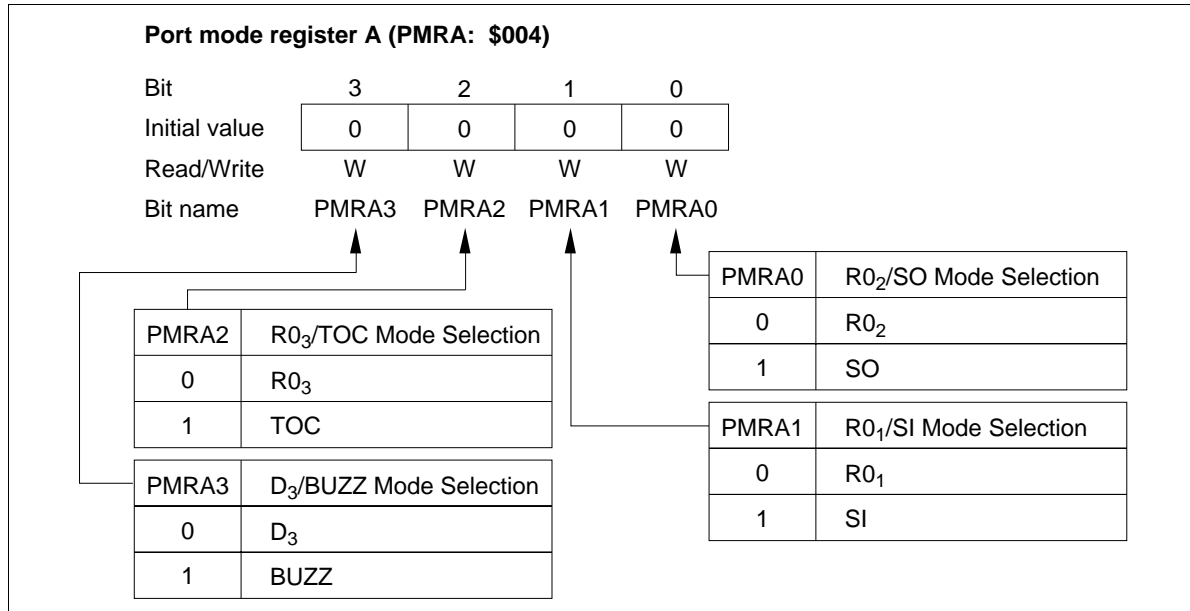 Port mode register A (PMRA: $004)
Bit 3 2 1 0
Initial value 0 0 0 0
Read/Write W W W W
Bit name PMRA3 PMRA2 PMRA1 PMRA0
PMRA2 R0₃/TOC Mode Selection
0 R0₃
1 TOC
PMRA3 D₃/BUZZ Mode Selection
0 D₃
1 BUZZ
PMRA0 R0₂/SO Mode Selection
0 R0₂
1 SO
PMRA1 R0₁/SI Mode Selection
0 R0₁
1 SI